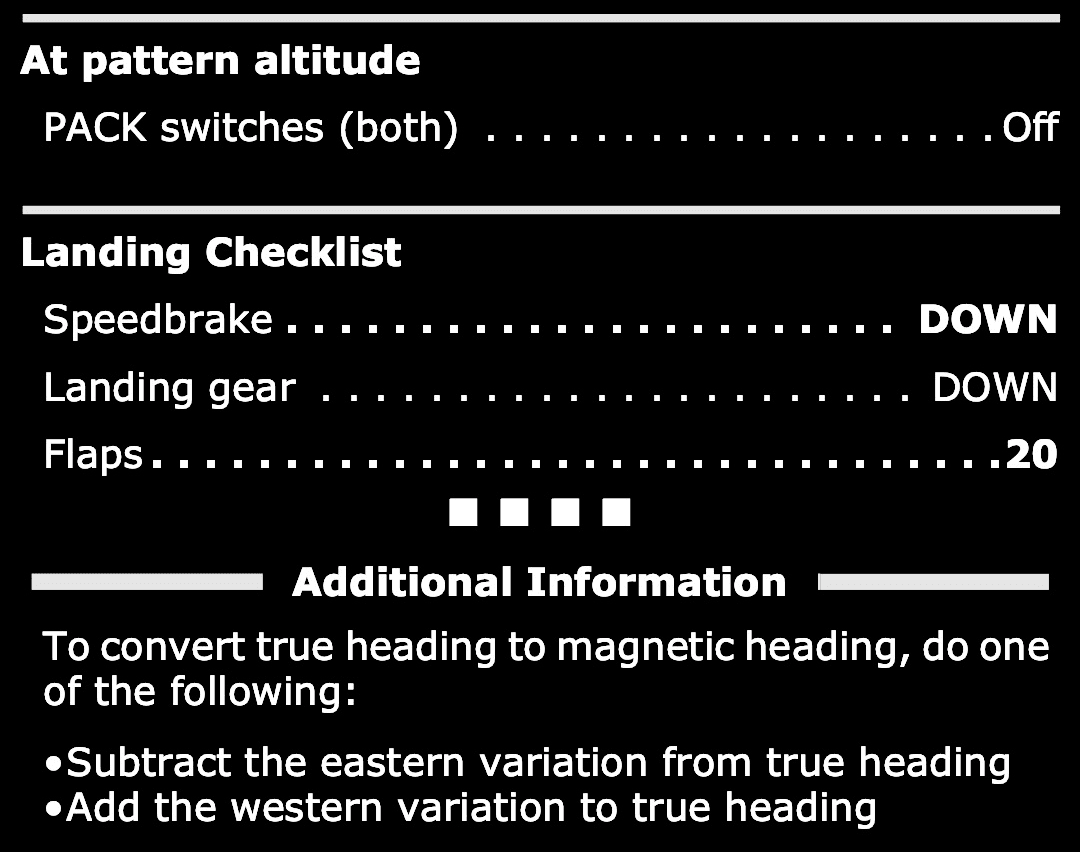 At pattern altitude
PACK switches (both) . . . . . . . . . . . . . . . . . . . Off
Landing Checklist
Speedbrake . . . . . . . . . . . . . . . . . . . . . . . DOWN
Landing gear . . . . . . . . . . . . . . . . . . . . . . DOWN
Flaps . . . . . . . . . . . . . . . . . . . . . . . . . . . . . . . . 20
■ ■ ■ ■
Additional Information
To convert true heading to magnetic heading, do one
of the following:
•Subtract the eastern variation from true heading
•Add the western variation to true heading